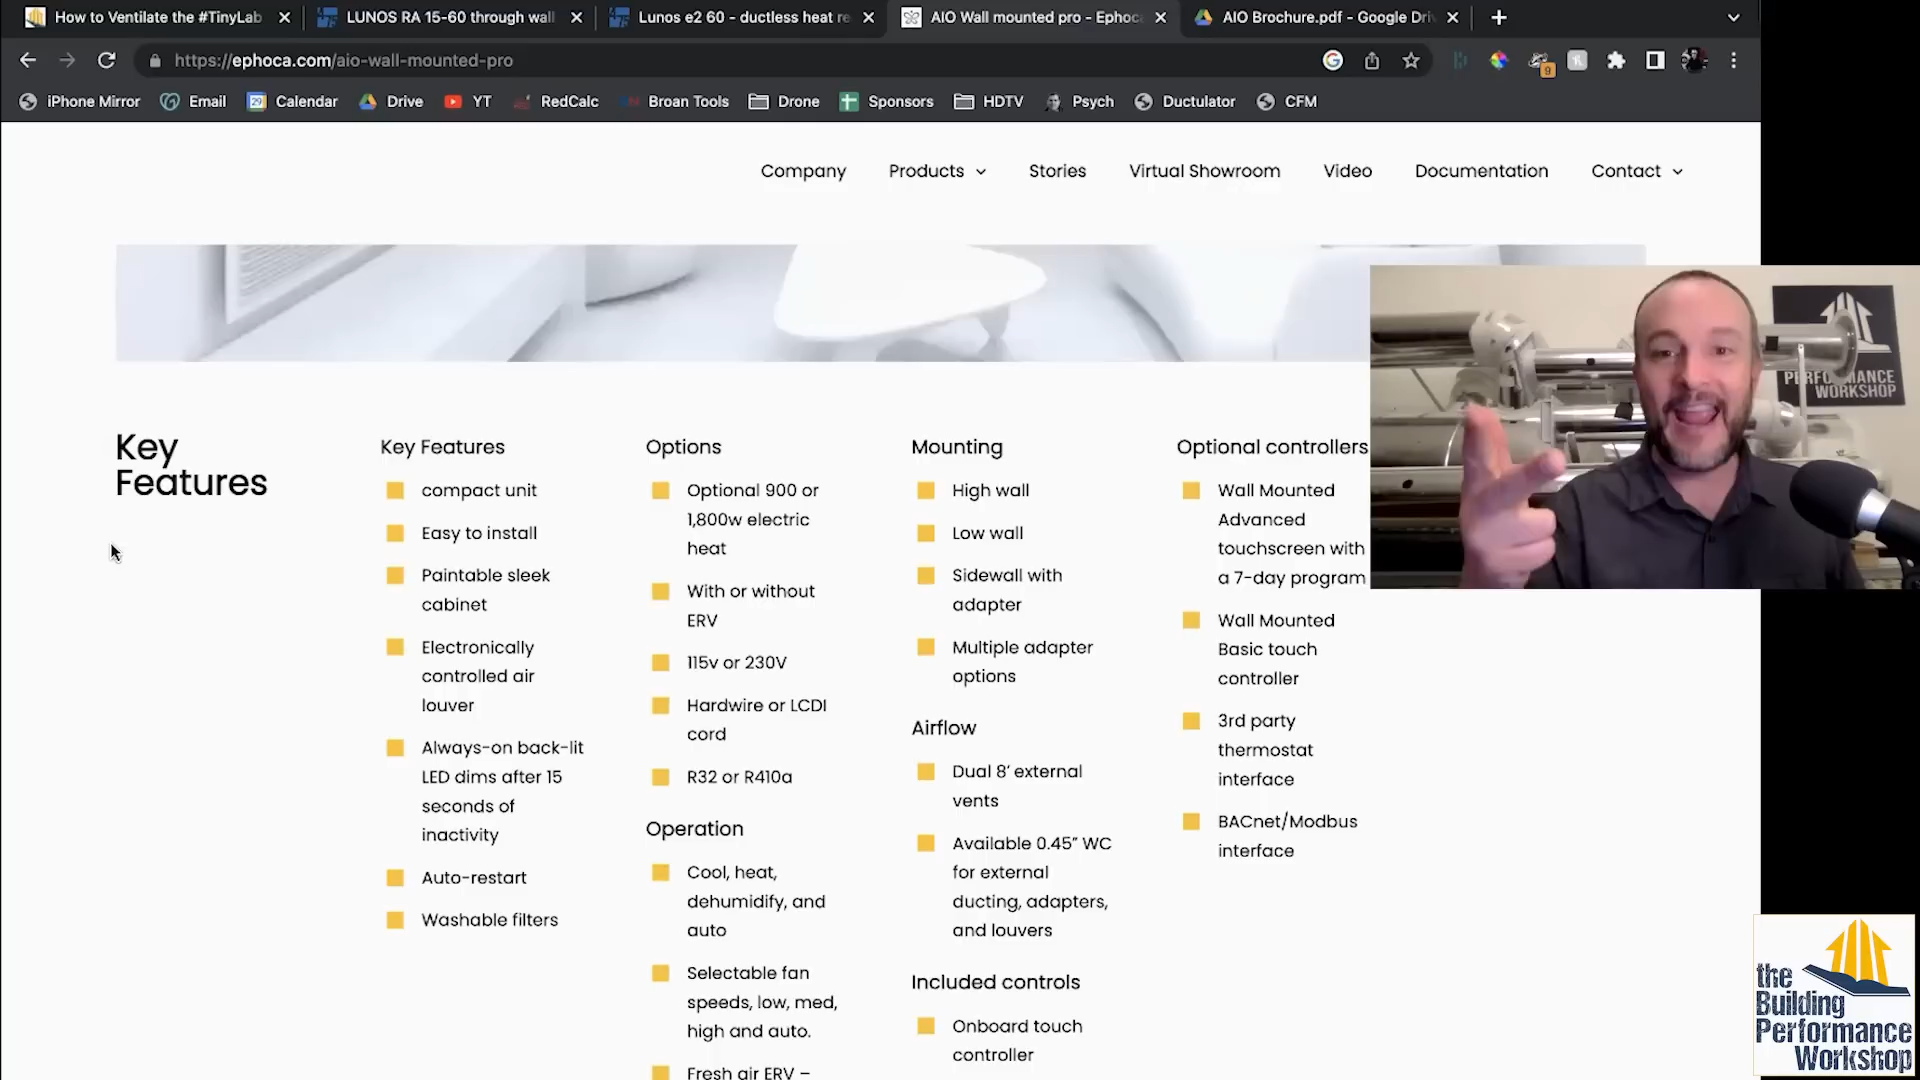 How to Ventilate the #TinyLab
LUNOS RA 15-60 through wall
Lunos e2 60 - ductless heat re
AIO Wall mounted pro - Ephoca
AIO Brochure.pdf - Google Driv
https://ephoca.com/aio-wall-mounted-pro
9
iPhone Mirror
Email
29
Calendar
Drive
YT
RedCalc
Broan Tools
Drone
Sponsors
HDTV
Psych
Ductulator
CFM
Company
Products
Stories
Virtual Showroom
Video
Documentation
Contact
Key
Features
Key Features
compact unit
Easy to install
Paintable sleek
cabinet
Electronically
controlled air
louver
Always-on back-lit
LED dims after 15
seconds of
inactivity
Auto-restart
Washable filters
Options
Optional 900 or
1,800w electric
heat
With or without
ERV
115v or 230V
Hardwire or LCDI
cord
R32 or R410a
Operation
Cool, heat,
dehumidify, and
auto
Selectable fan
speeds, low, med,
high and auto.
Fresh air ERV –
Mounting
High wall
Low wall
Sidewall with
adapter
Multiple adapter
options
Airflow
Dual 8’ external
vents
Available 0.45” WC
for external
ducting, adapters,
and louvers
Included controls
Onboard touch
controller
Optional controllers
Wall Mounted
Advanced
touchscreen with
a 7-day program
Wall Mounted
Basic touch
controller
3rd party
thermostat
interface
BACnet/Modbus
interface
PERFORMANCE
WORKSHOP
the
Building
Performance
Workshop